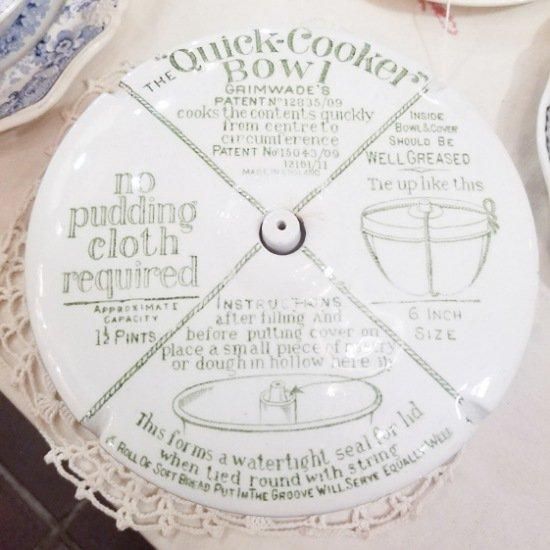 THE "Quick-Cooker"
BOWL
GRIMWADE'S
PATENT No 12835/09
cooks the contents quickly
from centre to
circumference
PATENT No 15043/09
12161/11
MADE IN ENGLAND
INSIDE
BOWL & COVER
SHOULD BE
WELL GREASED
Tie up like this
6 INCH
SIZE
no
pudding
cloth
required
APPROXIMATE
CAPACITY
1½ PINTS
INSTRUCTIONS
after filling and
before putting cover on
place a small piece of
or dough in hollow here
This forms a watertight seal for lid
when tied round with string
A ROLL OF SOFT BREAD PUT IN THE GROOVE WILL SERVE EQUALLY WELL